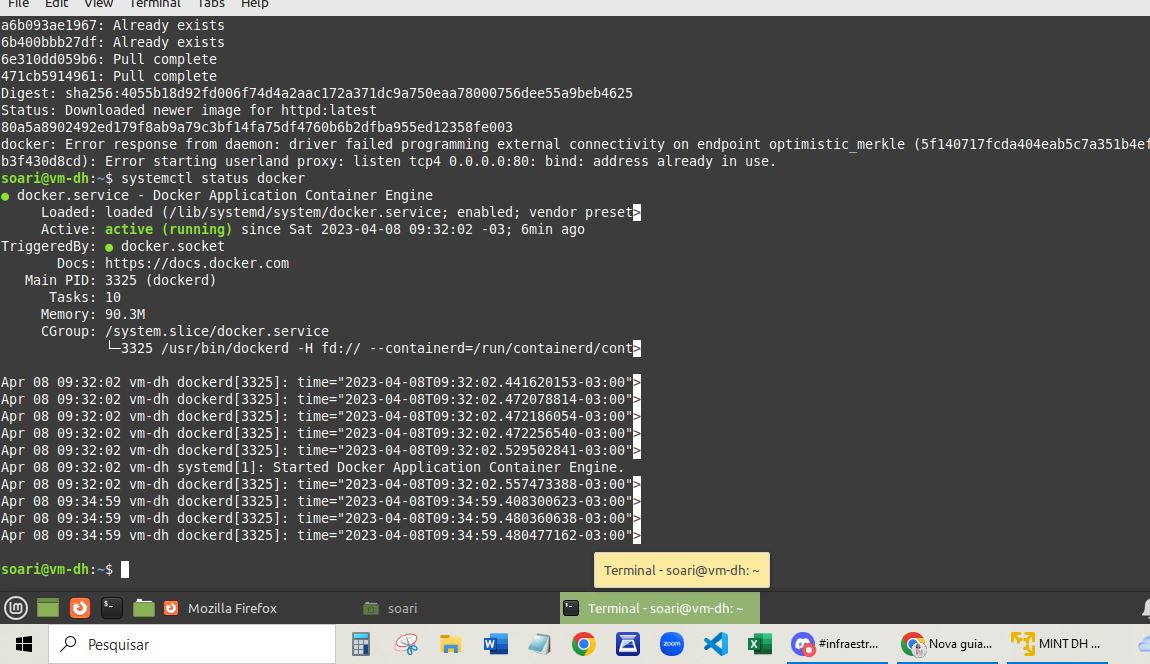 File Edit View Terminal Tabs Help
a6b093ae1967: Already exists
6b400bbb27df: Already exists
6e310dd059b6: Pull complete
471cb5914961: Pull complete
Digest: sha256:4055b18d92fd006f74d4a2aac172a371dc9a750eaa78000756dee55a9beb4625
Status: Downloaded newer image for httpd:latest
80a5a8902492ed179f8ab9a79c3bf14fa75df4760b6b2dfba955ed12358fe003
docker: Error response from daemon: driver failed programming external connectivity on endpoint optimistic_merkle (5f140717fcda404eab5c7a351b4ef
b3f430d8cd): Error starting userland proxy: listen tcp4 0.0.0.0:80: bind: address already in use.
soari@vm-dh:~$ systemctl status docker
● docker.service - Docker Application Container Engine
Loaded: loaded (/lib/systemd/system/docker.service; enabled; vendor preset>
Active: active (running) since Sat 2023-04-08 09:32:02 -03; 6min ago
TriggeredBy: ● docker.socket
Docs: https://docs.docker.com
Main PID: 3325 (dockerd)
Tasks: 10
Memory: 90.3M
CGroup: /system.slice/docker.service
└─3325 /usr/bin/dockerd -H fd:// --containerd=/run/containerd/cont>
Apr 08 09:32:02 vm-dh dockerd[3325]: time="2023-04-08T09:32:02.441620153-03:00">
Apr 08 09:32:02 vm-dh dockerd[3325]: time="2023-04-08T09:32:02.472078814-03:00">
Apr 08 09:32:02 vm-dh dockerd[3325]: time="2023-04-08T09:32:02.472186054-03:00">
Apr 08 09:32:02 vm-dh dockerd[3325]: time="2023-04-08T09:32:02.472256540-03:00">
Apr 08 09:32:02 vm-dh dockerd[3325]: time="2023-04-08T09:32:02.529502841-03:00">
Apr 08 09:32:02 vm-dh systemd[1]: Started Docker Application Container Engine.
Apr 08 09:32:02 vm-dh dockerd[3325]: time="2023-04-08T09:32:02.557473388-03:00">
Apr 08 09:34:59 vm-dh dockerd[3325]: time="2023-04-08T09:34:59.408300623-03:00">
Apr 08 09:34:59 vm-dh dockerd[3325]: time="2023-04-08T09:34:59.480360638-03:00">
Apr 08 09:34:59 vm-dh dockerd[3325]: time="2023-04-08T09:34:59.480477162-03:00">
soari@vm-dh:~$
Terminal - soari@vm-dh: ~
Mozilla Firefox soari Terminal - soari@vm-dh: ~
Pesquisar zoom #infraestr... Nova guia... MINT DH ...